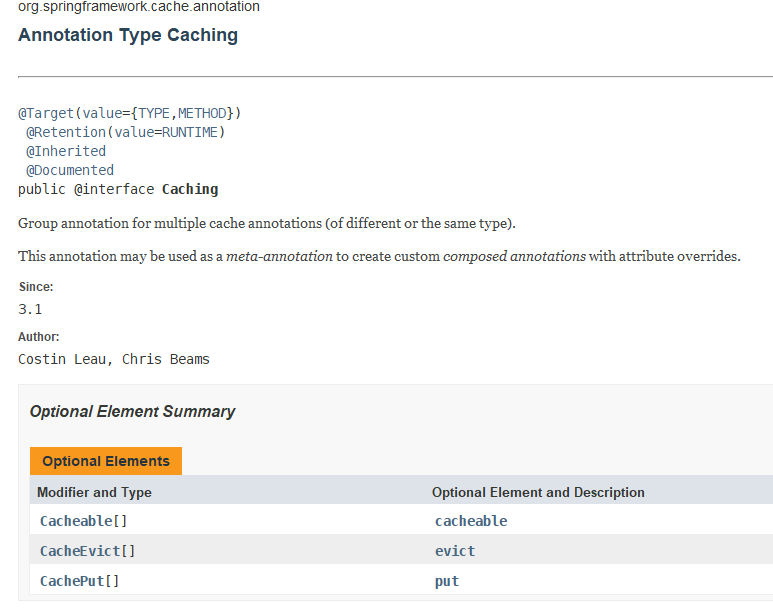 org.springframework.cache.annotation
Annotation Type Caching
@Target(value={TYPE,METHOD})
@Retention(value=RUNTIME)
@Inherited
@Documented
public @interface Caching
Group annotation for multiple cache annotations (of different or the same type).
This annotation may be used as a meta-annotation to create custom composed annotations with attribute overrides.
Since:
3.1
Author:
Costin Leau, Chris Beams
Optional Element Summary
Optional Elements
Modifier and Type Optional Element and Description
Cacheable[] cacheable
CacheEvict[] evict
CachePut[] put